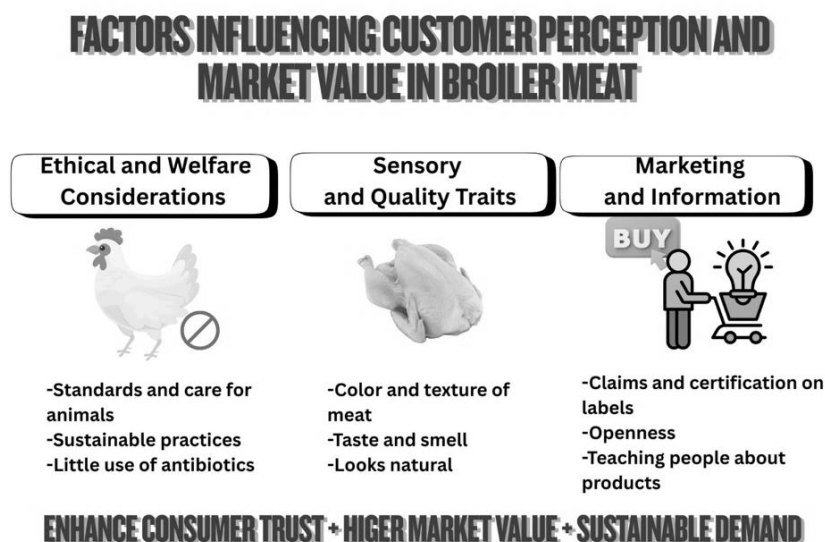 FACTORS INFLUENCING CUSTOMER PERCEPTION AND
MARKET VALUE IN BROILER MEAT
Ethical and Welfare
Considerations
-Standards and care for
animals
-Sustainable practices
-Little use of antibiotics
Sensory
and Quality Traits
-Color and texture of
meat
-Taste and smell
-Looks natural
Marketing
and Information
BUY
-Claims and certification on
labels
-Openness
-Teaching people about
products
ENHANCE CONSUMER TRUST + HIGER MARKET VALUE + SUSTAINABLE DEMAND